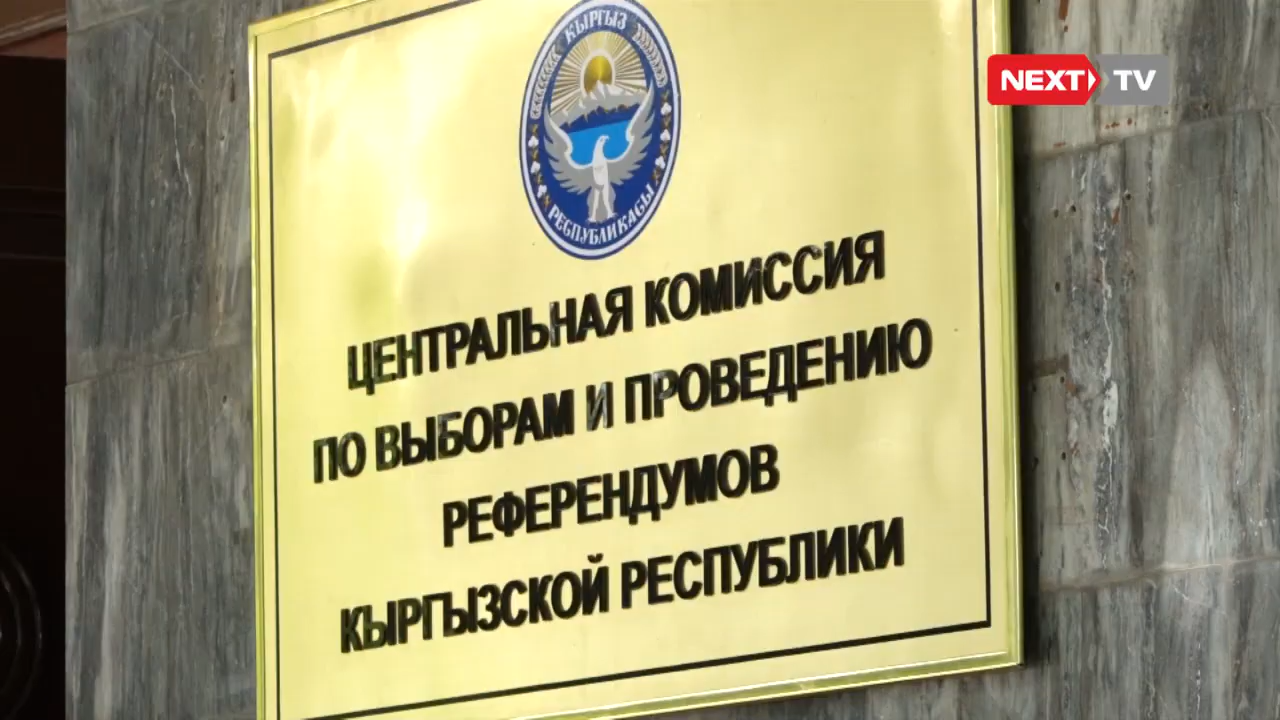 NEXT TV
КЫРГЫЗ
РЕСПУБЛИКАСЫ
ЦЕНТРАЛЬНАЯ КОМИССИЯ
ПО ВЫБОРАМ И ПРОВЕДЕНИЮ
РЕФЕРЕНДУМОВ
КЫРГЫЗСКОЙ РЕСПУБЛИКИ